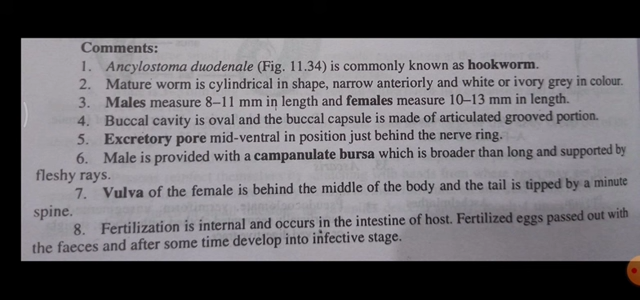 Comments:
1. Ancylostoma duodenale (Fig. 11.34) is commonly known as hookworm.
2. Mature worm is cylindrical in shape, narrow anteriorly and white or ivory grey in colour.
3. Males measure 8–11 mm in length and females measure 10–13 mm in length.
4. Buccal cavity is oval and the buccal capsule is made of articulated grooved portion.
5. Excretory pore mid-ventral in position just behind the nerve ring.
6. Male is provided with a campanulate bursa which is broader than long and supported by
fleshy rays.
7. Vulva of the female is behind the middle of the body and the tail is tipped by a minute
spine.
8. Fertilization is internal and occurs in the intestine of host. Fertilized eggs passed out with
the faeces and after some time develop into infective stage.